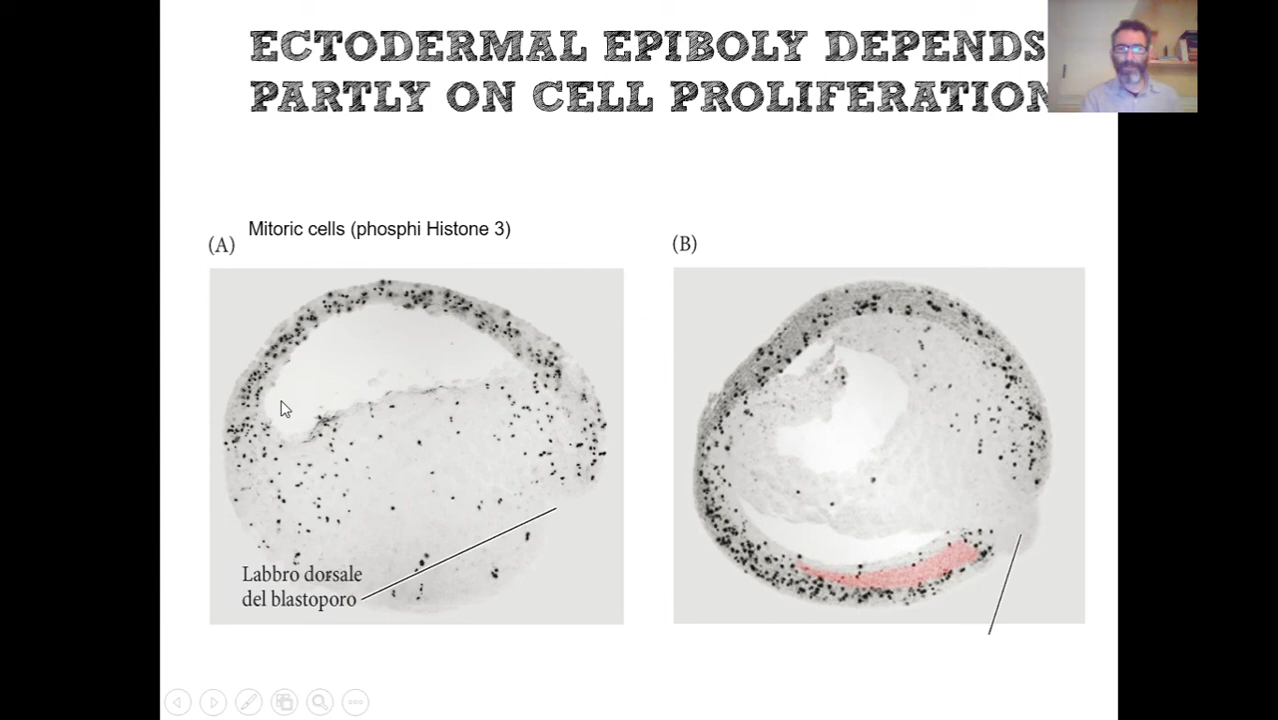 ECTODERMAL EPIBOLY DEPENDS
PARTLY ON CELL PROLIFERATION
Mitoric cells (phosphi Histone 3)
(A)
(B)
Labbro dorsale
del blastoporo